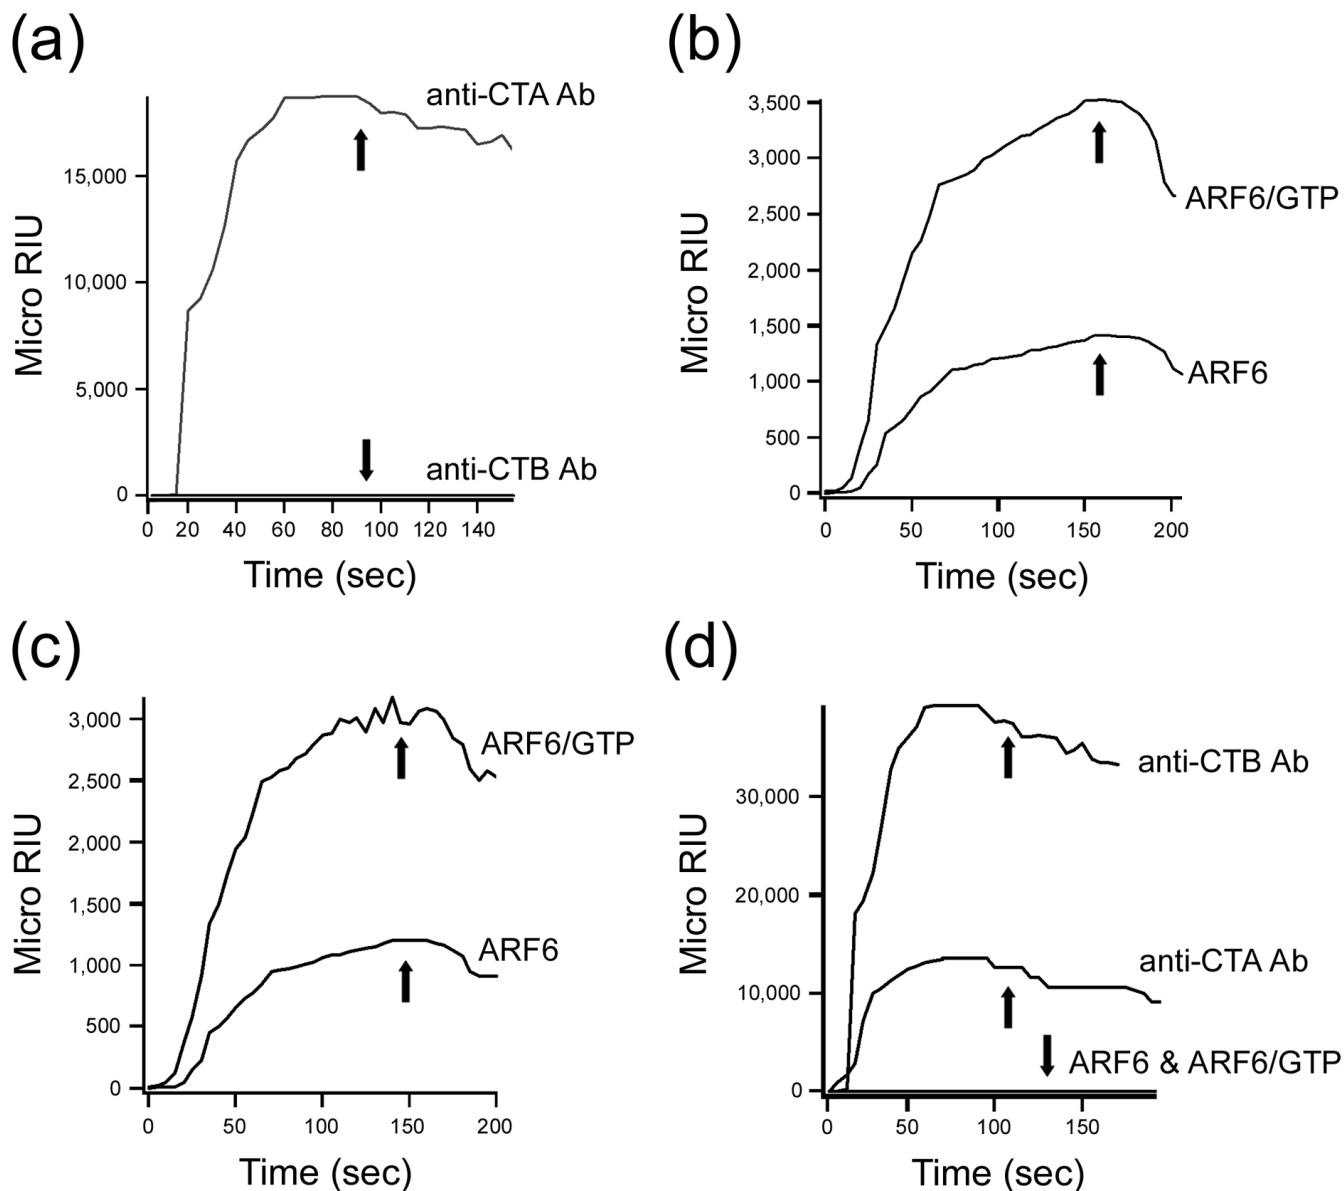 (a)
anti-CTA Ab
15,000
10,000
5,000
0
anti-CTB Ab
Micro RIU
0 20 40 60 80 100 120 140
Time (sec)
(b)
3,500
3,000
2,500
2,000
1,500
1,000
500
0
ARF6/GTP
ARF6
Micro RIU
0 50 100 150 200
Time (sec)
(c)
3,000
2,500
2,000
1,500
1,000
500
0
ARF6/GTP
ARF6
Micro RIU
0 50 100 150 200
Time (sec)
(d)
30,000
20,000
10,000
0
anti-CTB Ab
anti-CTA Ab
ARF6 & ARF6/GTP
Micro RIU
0 50 100 150
Time (sec)